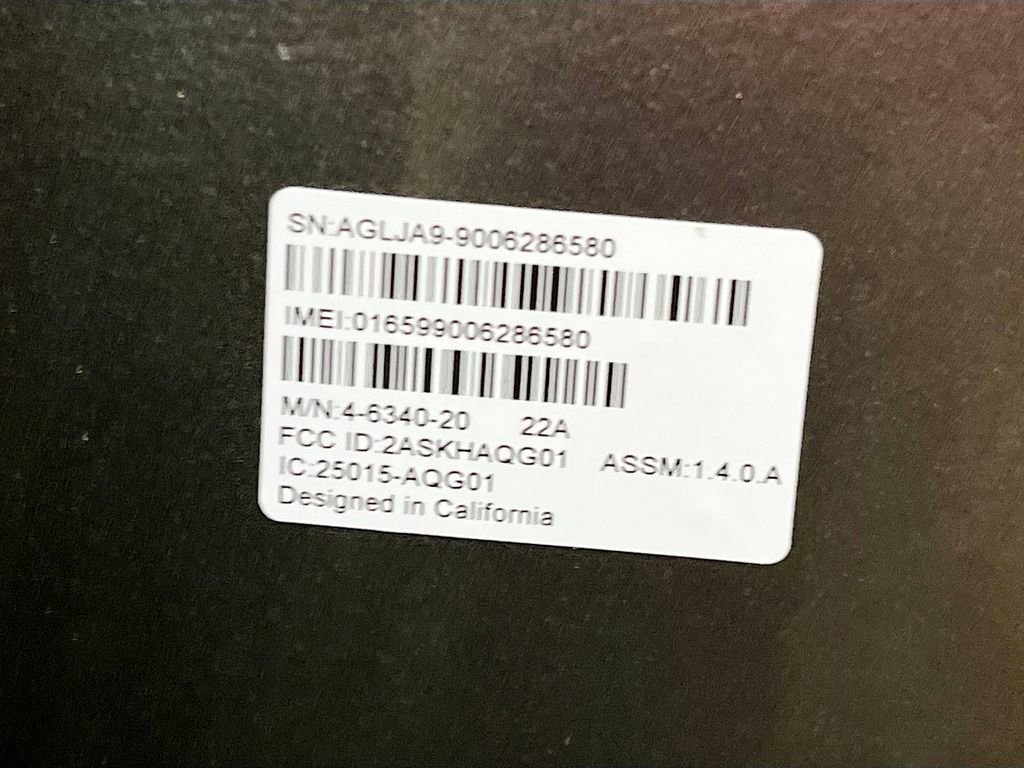 SN:AGLJA9-9006286580
IMEI:016599006286580
M/N:4-6340-20 22A
FCC ID:2ASKHAQG01 ASSM:1.4.0.A
IC:25015-AQG01
Designed in California